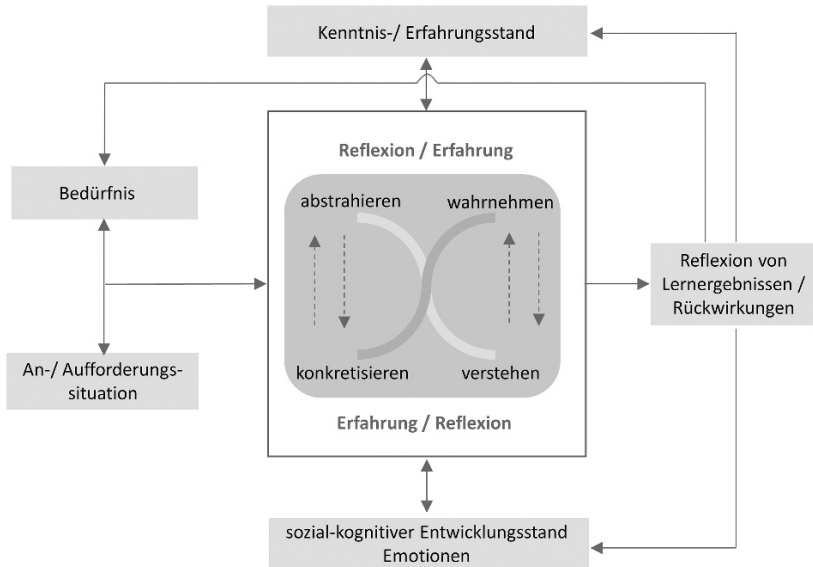 Kenntnis-/ Erfahrungsstand
Reflexion / Erfahrung
Bedürfnis
abstrahieren
wahrnehmen
Reflexion von
Lernergebnissen /
Rückwirkungen
An-/ Aufforderungs-
situation
konkretisieren
verstehen
Erfahrung / Reflexion
sozial-kognitiver Entwicklungsstand
Emotionen